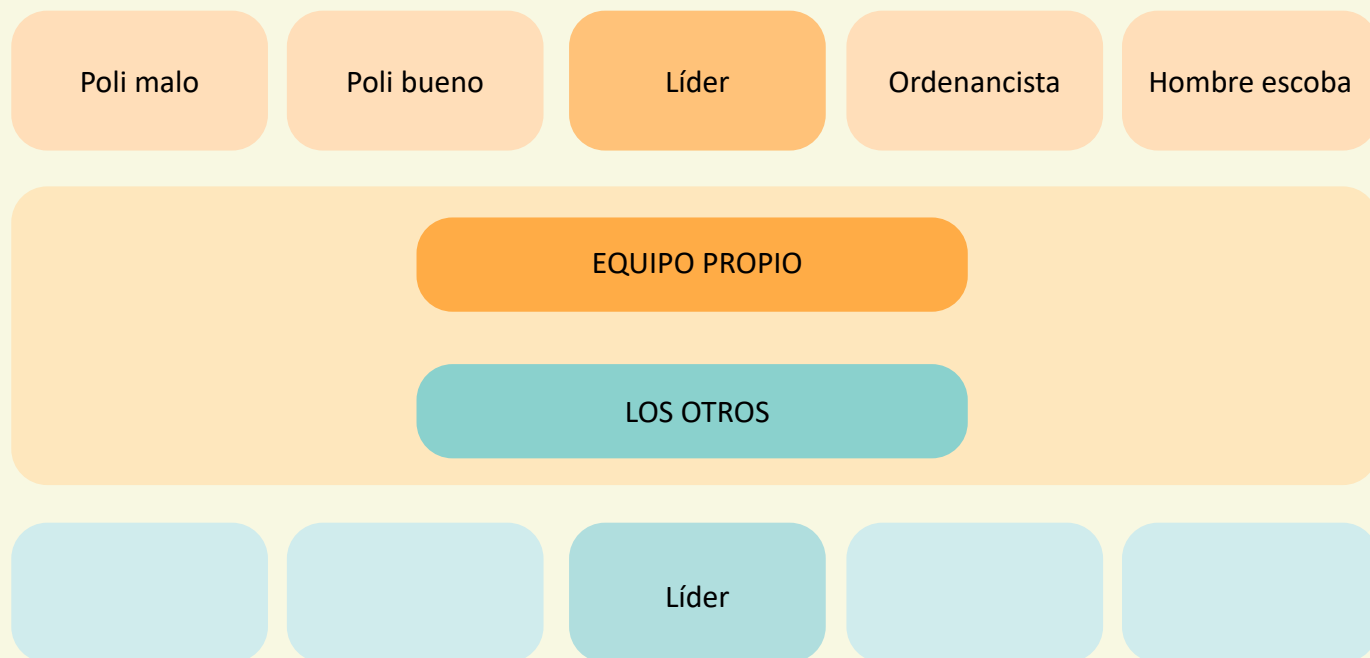 Poli malo
Poli bueno
Líder
Ordenancista
Hombre escoba
EQUIPO PROPIO
LOS OTROS
Líder